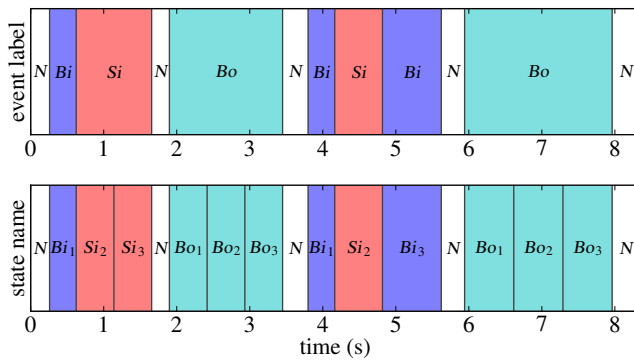 event label
N Bi Si N Bo N Bi Si Bi N Bo N
0 1 2 3 4 5 6 7 8
state name
N Bi₁ Si₂ Si₃ N Bo₁ Bo₂ Bo₃ N Bi₁ Si₂ Bi₃ N Bo₁ Bo₂ Bo₃ N
0 1 2 3 4 5 6 7 8
time (s)